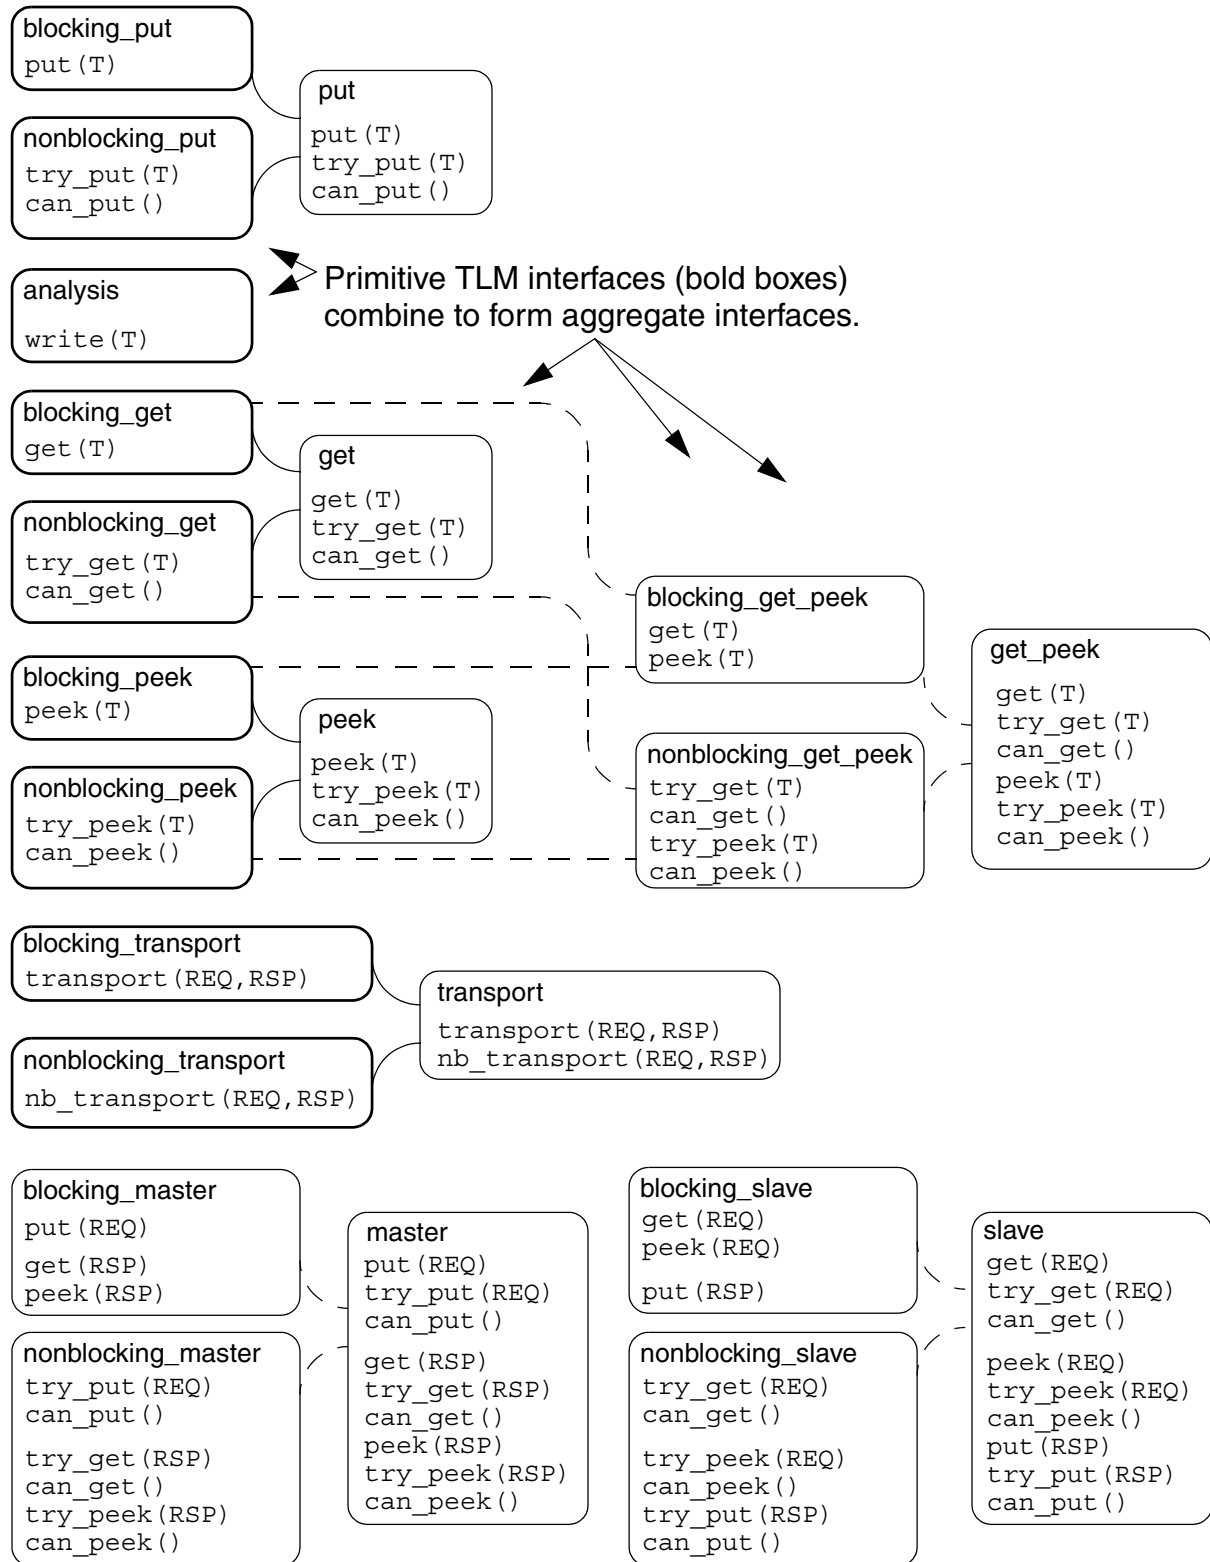 blocking_put
put(T)
put
put(T)
try_put(T)
can_put()
nonblocking_put
try_put(T)
can_put()
analysis
write(T)
Primitive TLM interfaces (bold boxes)
combine to form aggregate interfaces.
blocking_get
get(T)
get
get(T)
try_get(T)
can_get()
nonblocking_get
try_get(T)
can_get()
blocking_get_peek
get(T)
peek(T)
get_peek
get(T)
try_get(T)
can_get()
peek(T)
try_peek(T)
can_peek()
blocking_peek
peek(T)
peek
peek(T)
try_peek(T)
can_peek()
nonblocking_get_peek
try_get(T)
can_get()
try_peek(T)
can_peek()
nonblocking_peek
try_peek(T)
can_peek()
blocking_transport
transport(REQ,RSP)
transport
transport(REQ,RSP)
nb_transport(REQ,RSP)
nonblocking_transport
nb_transport(REQ,RSP)
blocking_master
put(REQ)
get(RSP)
peek(RSP)
master
put(REQ)
try_put(REQ)
can_put()
get(RSP)
try_get(RSP)
can_get()
peek(RSP)
try_peek(RSP)
can_peek()
nonblocking_master
try_put(REQ)
can_put()
try_get(RSP)
can_get()
try_peek(RSP)
can_peek()
blocking_slave
get(REQ)
peek(REQ)
put(RSP)
slave
get(REQ)
try_get(REQ)
can_get()
peek(REQ)
try_peek(REQ)
can_peek()
put(RSP)
try_put(RSP)
can_put()
nonblocking_slave
try_get(REQ)
can_get()
try_peek(REQ)
can_peek()
try_put(RSP)
can_put()